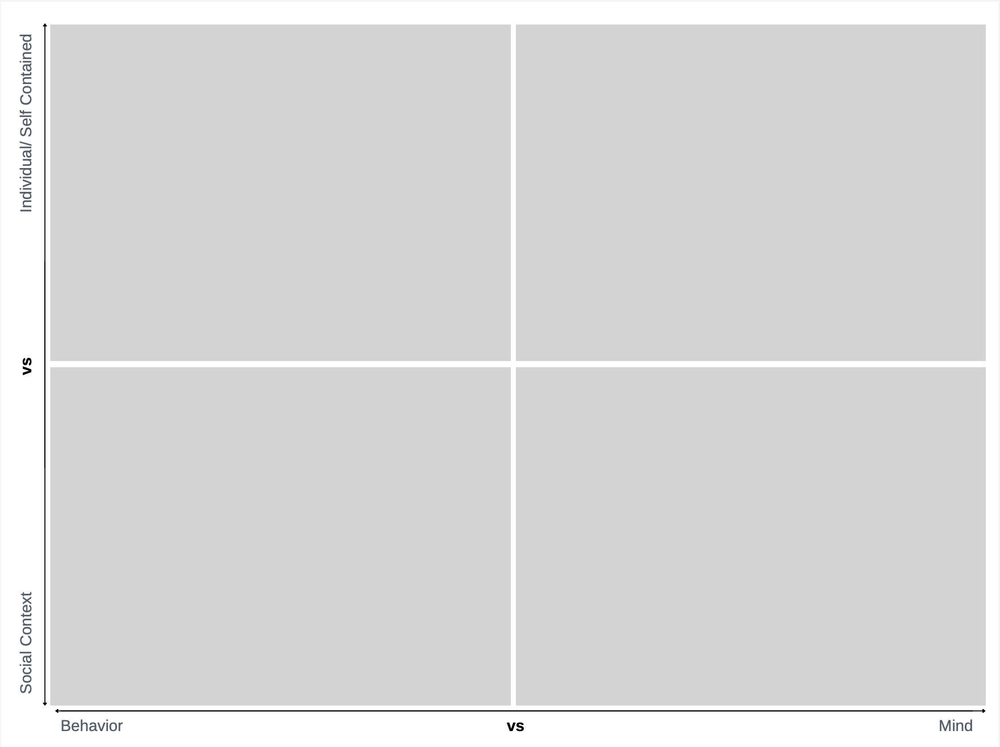 Individual/ Self Contained
vs
Social Context
Behavior
vs
Mind